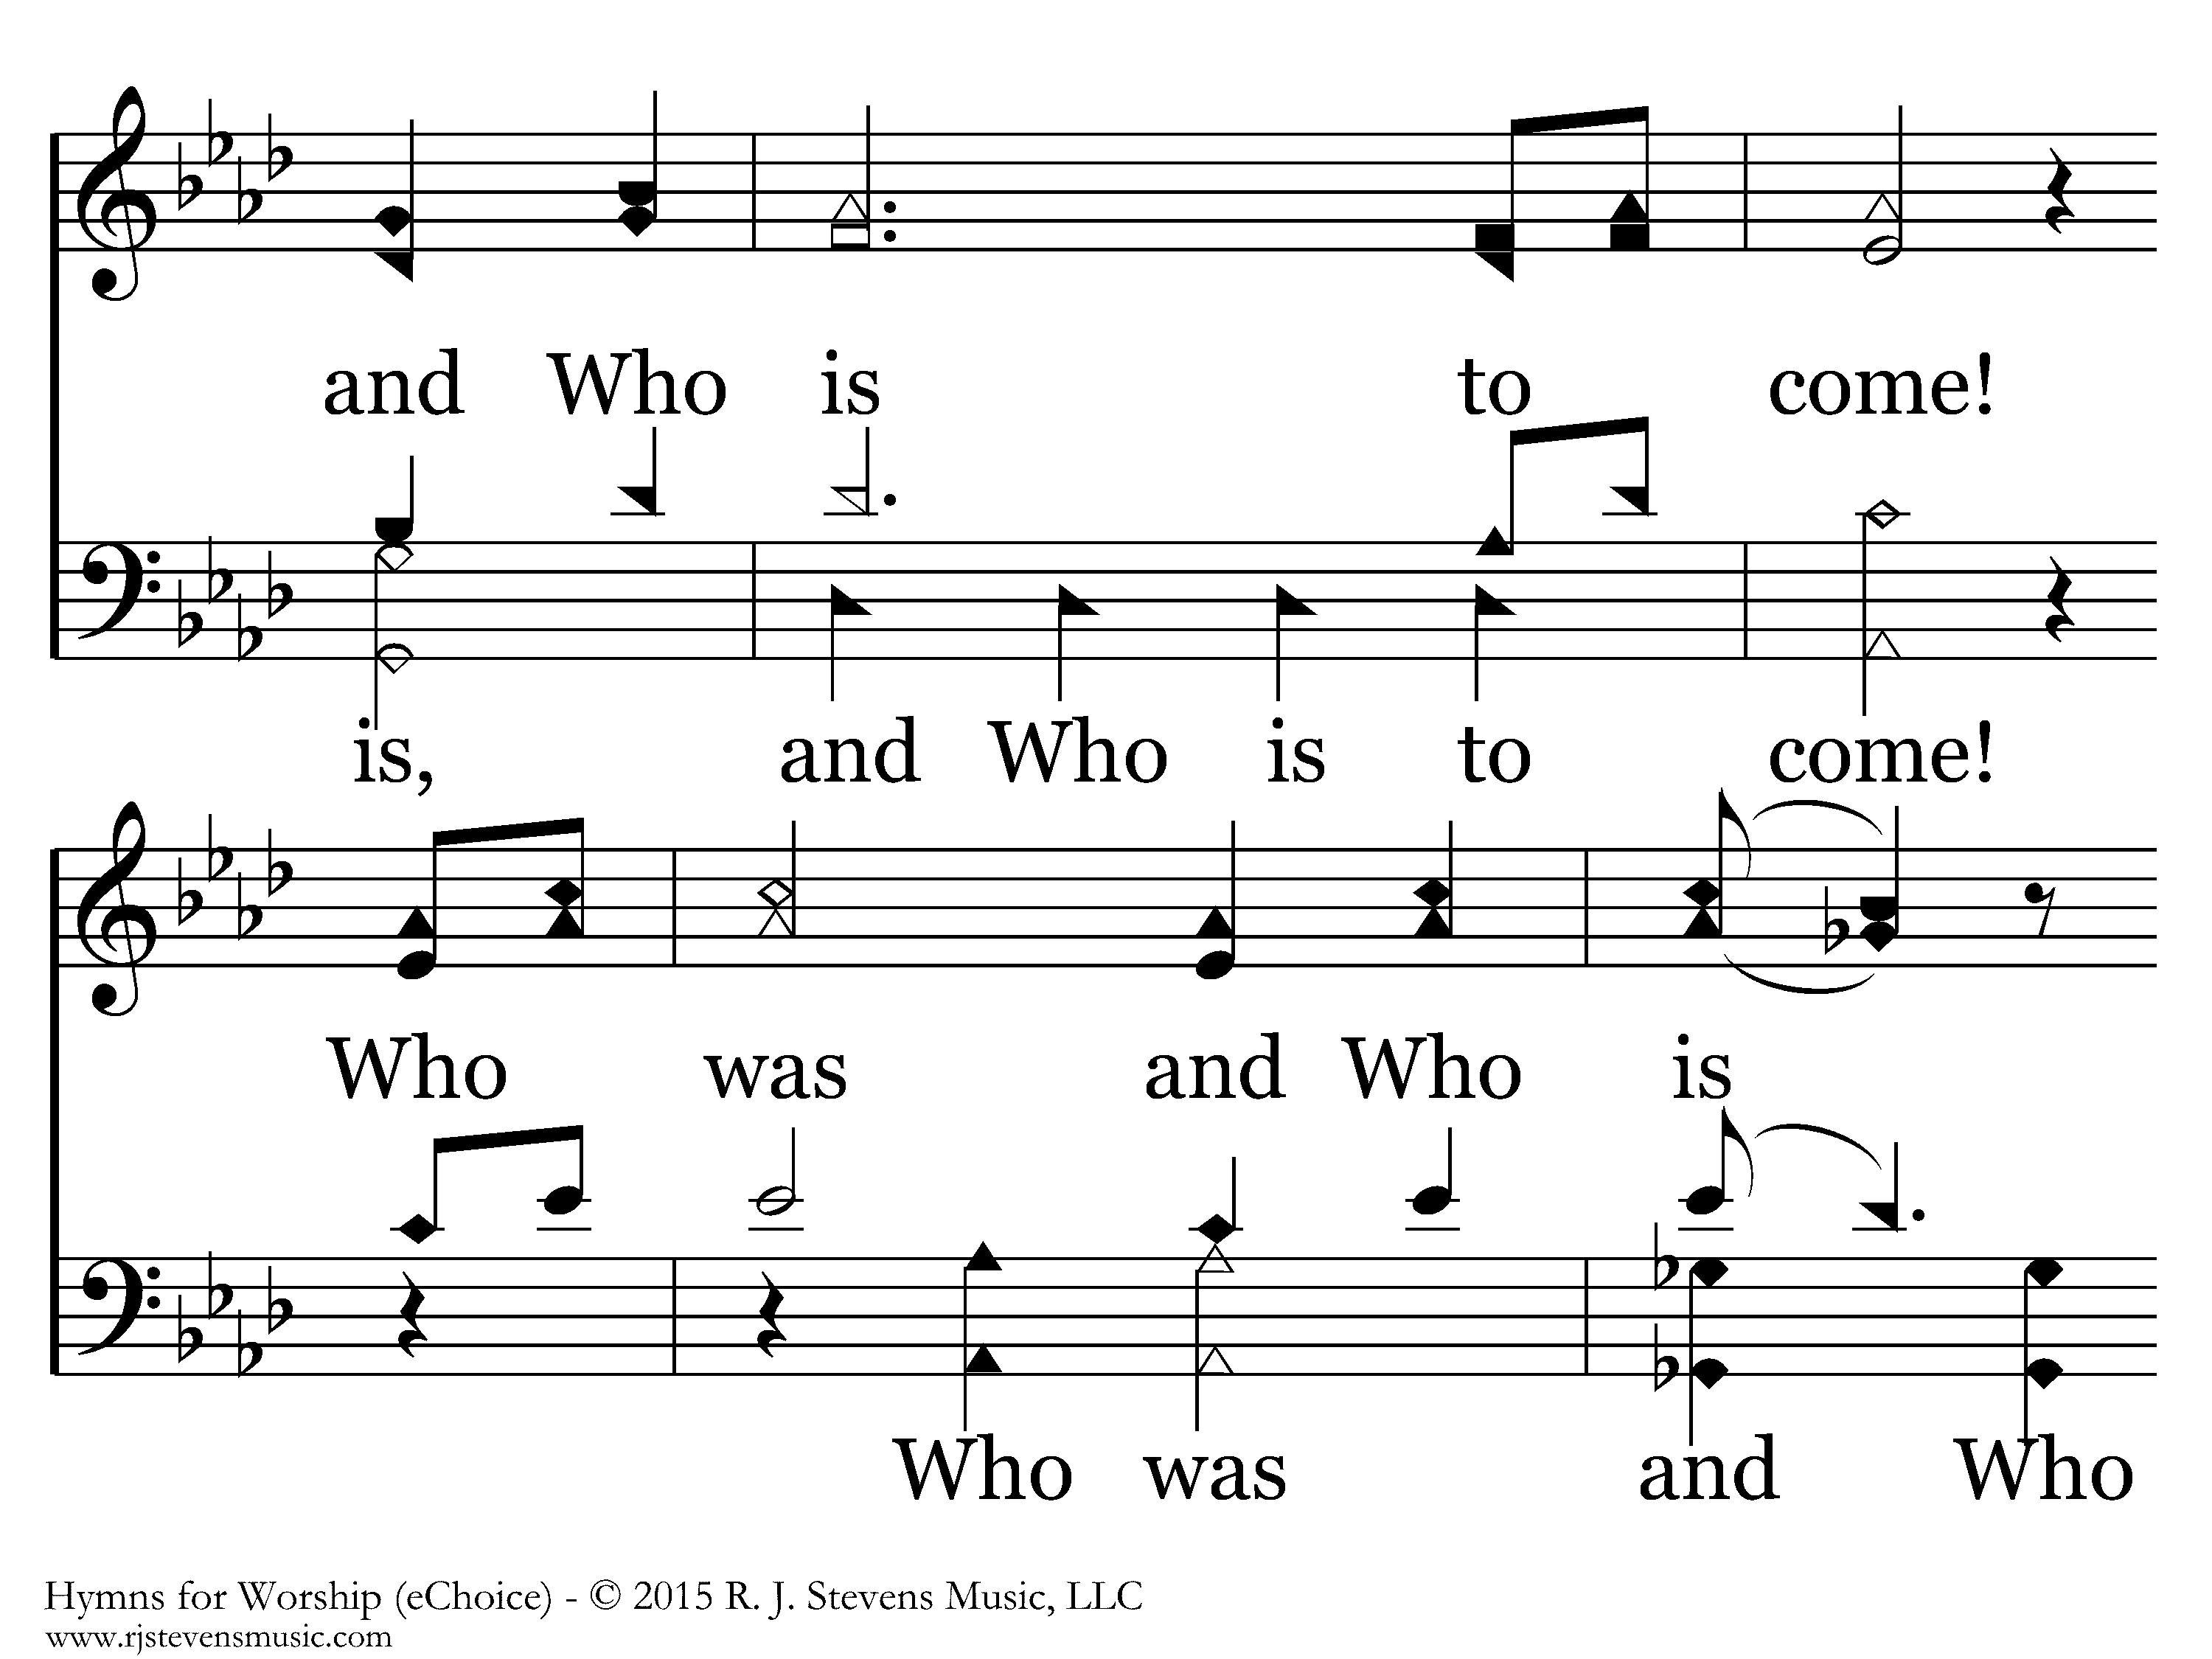 and Who is to come!
is, and Who is to come!
Who was and Who is
Who was and Who
Hymns for Worship (eChoice) - © 2015 R. J. Stevens Music, LLC
www.rjstevensmusic.com